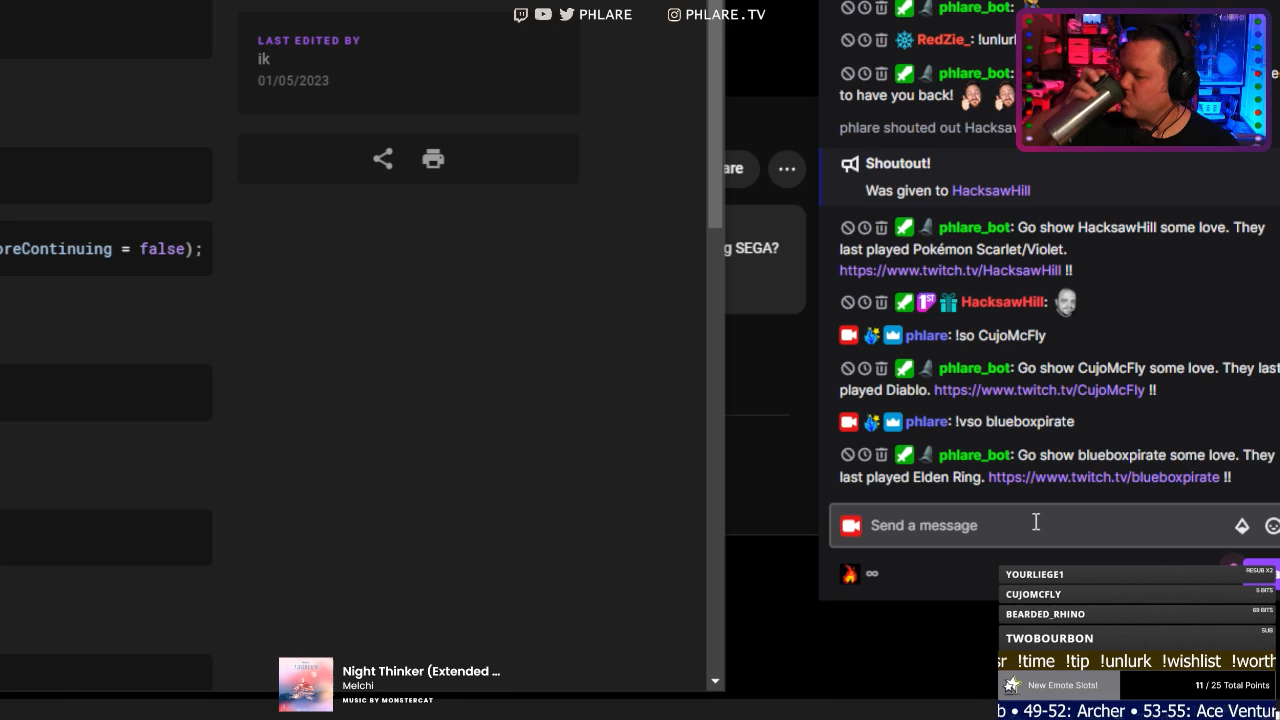 PHLARE
PHLARE.TV
LAST EDITED BY
ik
01/05/2023
oreContinuing = false);
are
g SEGA?
phlare_bot:
RedZie_: !unlur
phlare_bot:
to have you back!
phlare shouted out Hacksaw
Shoutout!
Was given to HacksawHill
phlare_bot: Go show HacksawHill some love. They
last played Pokémon Scarlet/Violet.
https://www.twitch.tv/HacksawHill !!
1ST HacksawHill:
phlare: !so CujoMcFly
phlare_bot: Go show CujoMcFly some love. They last
played Diablo. https://www.twitch.tv/CujoMcFly !!
phlare: !vso blueboxpirate
phlare_bot: Go show blueboxpirate some love. They
last played Elden Ring. https://www.twitch.tv/blueboxpirate !!
Send a message
∞
YOURLIEGE1 RESUB X2
CUJOMCFLY 5 BITS
BEARDED_RHINO 69 BITS
TWOBOURBON SUB
sr !time !tip !unlurk !wishlist !worth
New Emote Slots! 11 / 25 Total Points
b • 49-52: Archer • 53-55: Ace Ventur
Night Thinker (Extended ...
Melchi
MUSIC BY MONSTERCAT